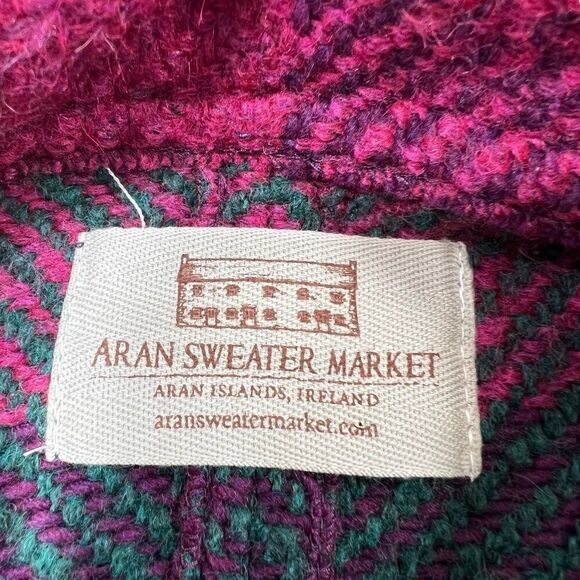 ARAN SWEATER MARKET
ARAN ISLANDS, IRELAND
aransweatermarket.com